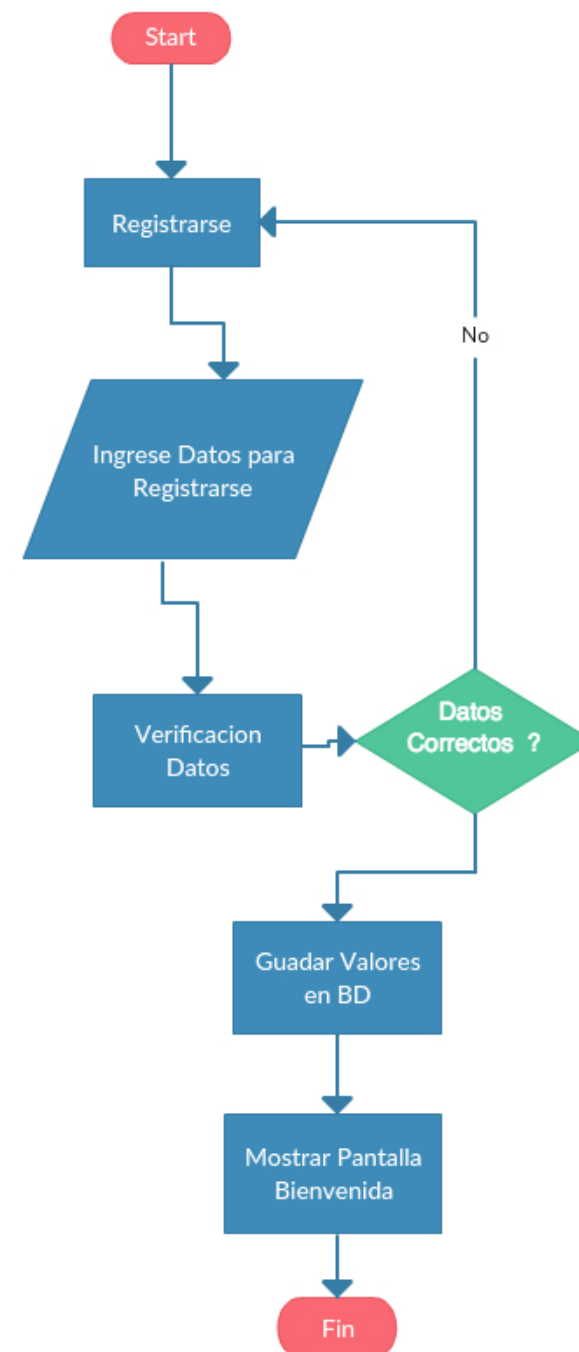 Start
Registrarse
No
Ingrese Datos para
Registrarse
Verificacion
Datos
Datos
Correctos ?
Guadar Valores
en BD
Mostrar Pantalla
Bienvenida
Fin